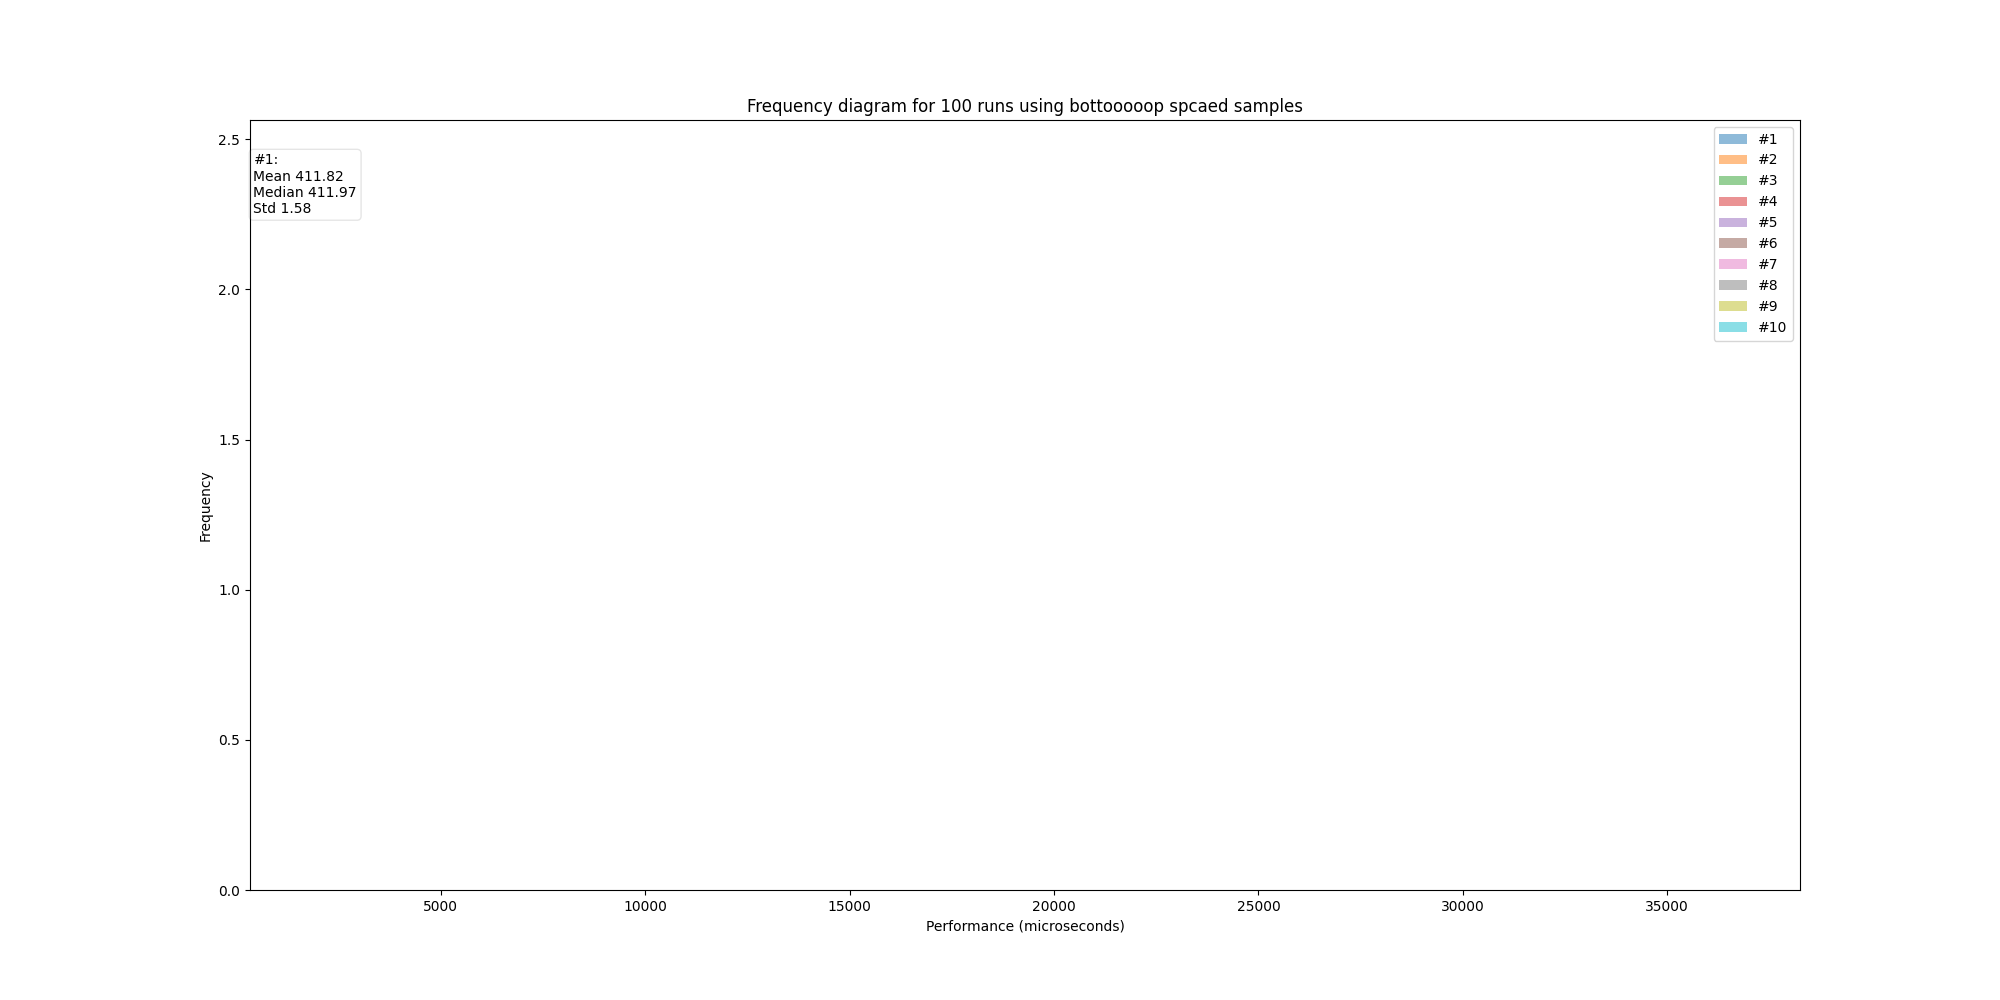 Frequency diagram for 100 runs using bottooooop spcaed samples
2.5
2.0
1.5
1.0
0.5
0.0
Frequency
#1:
Mean 411.82
Median 411.97
Std 1.58
#1
#2
#3
#4
#5
#6
#7
#8
#9
#10
5000 10000 15000 20000 25000 30000 35000
Performance (microseconds)